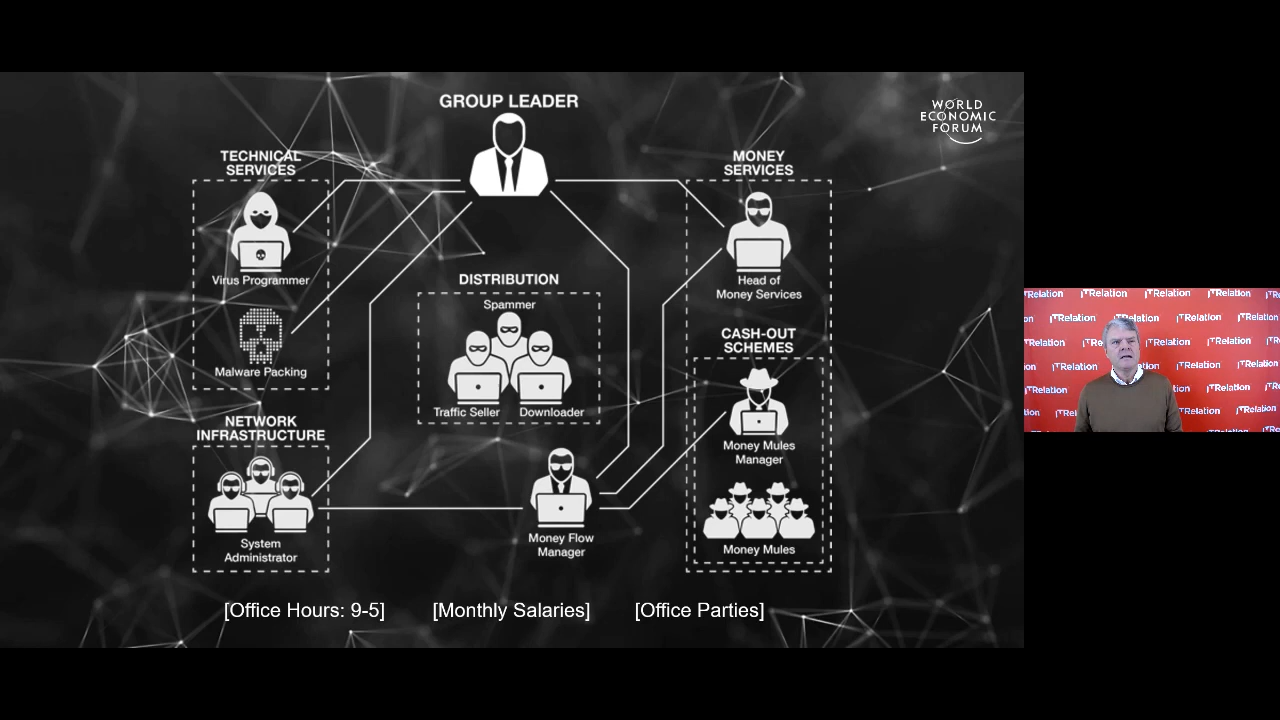 GROUP LEADER
WORLD
ECONOMIC
FORUM
TECHNICAL
SERVICES
Virus Programmer
Malware Packing
NETWORK
INFRASTRUCTURE
System
Administrator
DISTRIBUTION
Spammer
Traffic Seller
Downloader
Money Flow
Manager
MONEY
SERVICES
Head of
Money Services
CASH-OUT
SCHEMES
Money Mules
Manager
Money Mules
[Office Hours: 9-5]
[Monthly Salaries]
[Office Parties]
ITRelation